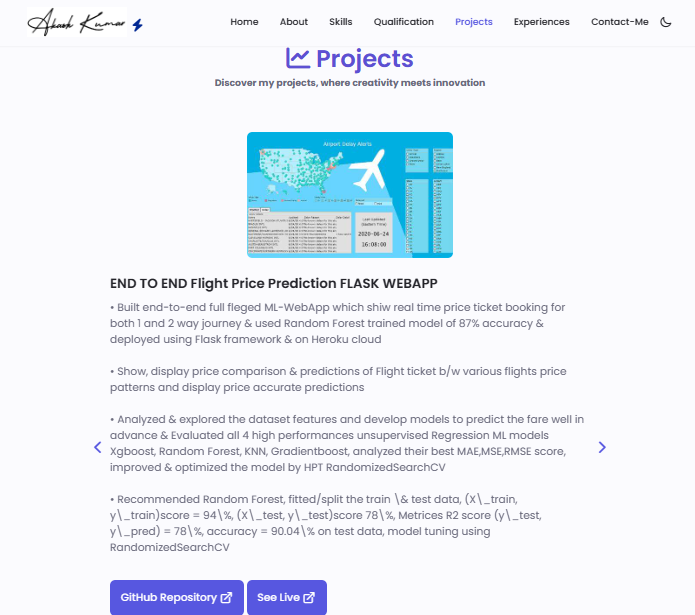 Akash Kumar
Home About Skills Qualification Projects Experiences Contact-Me
Projects
Discover my projects, where creativity meets innovation
Airport Delay Alerts
Last Updated
(Eastern Time)
2020-06-24
16:08:00
END TO END Flight Price Prediction FLASK WEBAPP
• Built end-to-end full fleged ML-WebApp which shiw real time price ticket booking for
both 1 and 2 way journey & used Random Forest trained model of 87% accuracy &
deployed using Flask framework & on Heroku cloud
• Show, display price comparison & predictions of Flight ticket b/w various flights price
patterns and display price accurate predictions
• Analyzed & explored the dataset features and develop models to predict the fare well in
advance & Evaluated all 4 high performances unsupervised Regression ML models
Xgboost, Random Forest, KNN, Gradientboost, analyzed their best MAE,MSE,RMSE score,
improved & optimized the model by HPT RandomizedSearchCV
• Recommended Random Forest, fitted/split the train \& test data, (X\_train,
y\_train)score = 94\%, (X\_test, y\_test)score 78\%, Metrices R2 score (y\_test,
y\_pred) = 78\%, accuracy = 90.04\% on test data, model tuning using
RandomizedSearchCV
GitHub Repository See Live